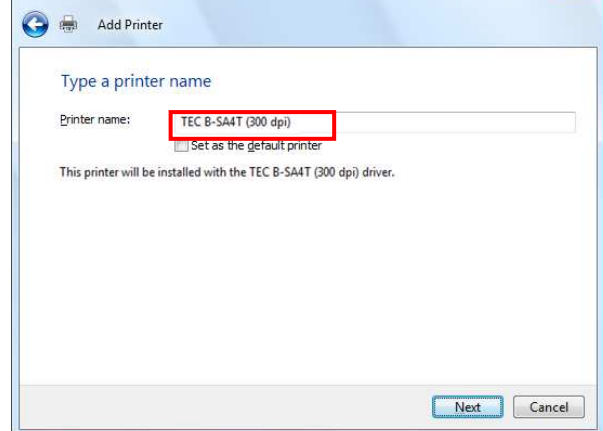 Add Printer
Type a printer name
Printer name: TEC B-SA4T (300 dpi)
Set as the default printer
This printer will be installed with the TEC B-SA4T (300 dpi) driver.
Next Cancel